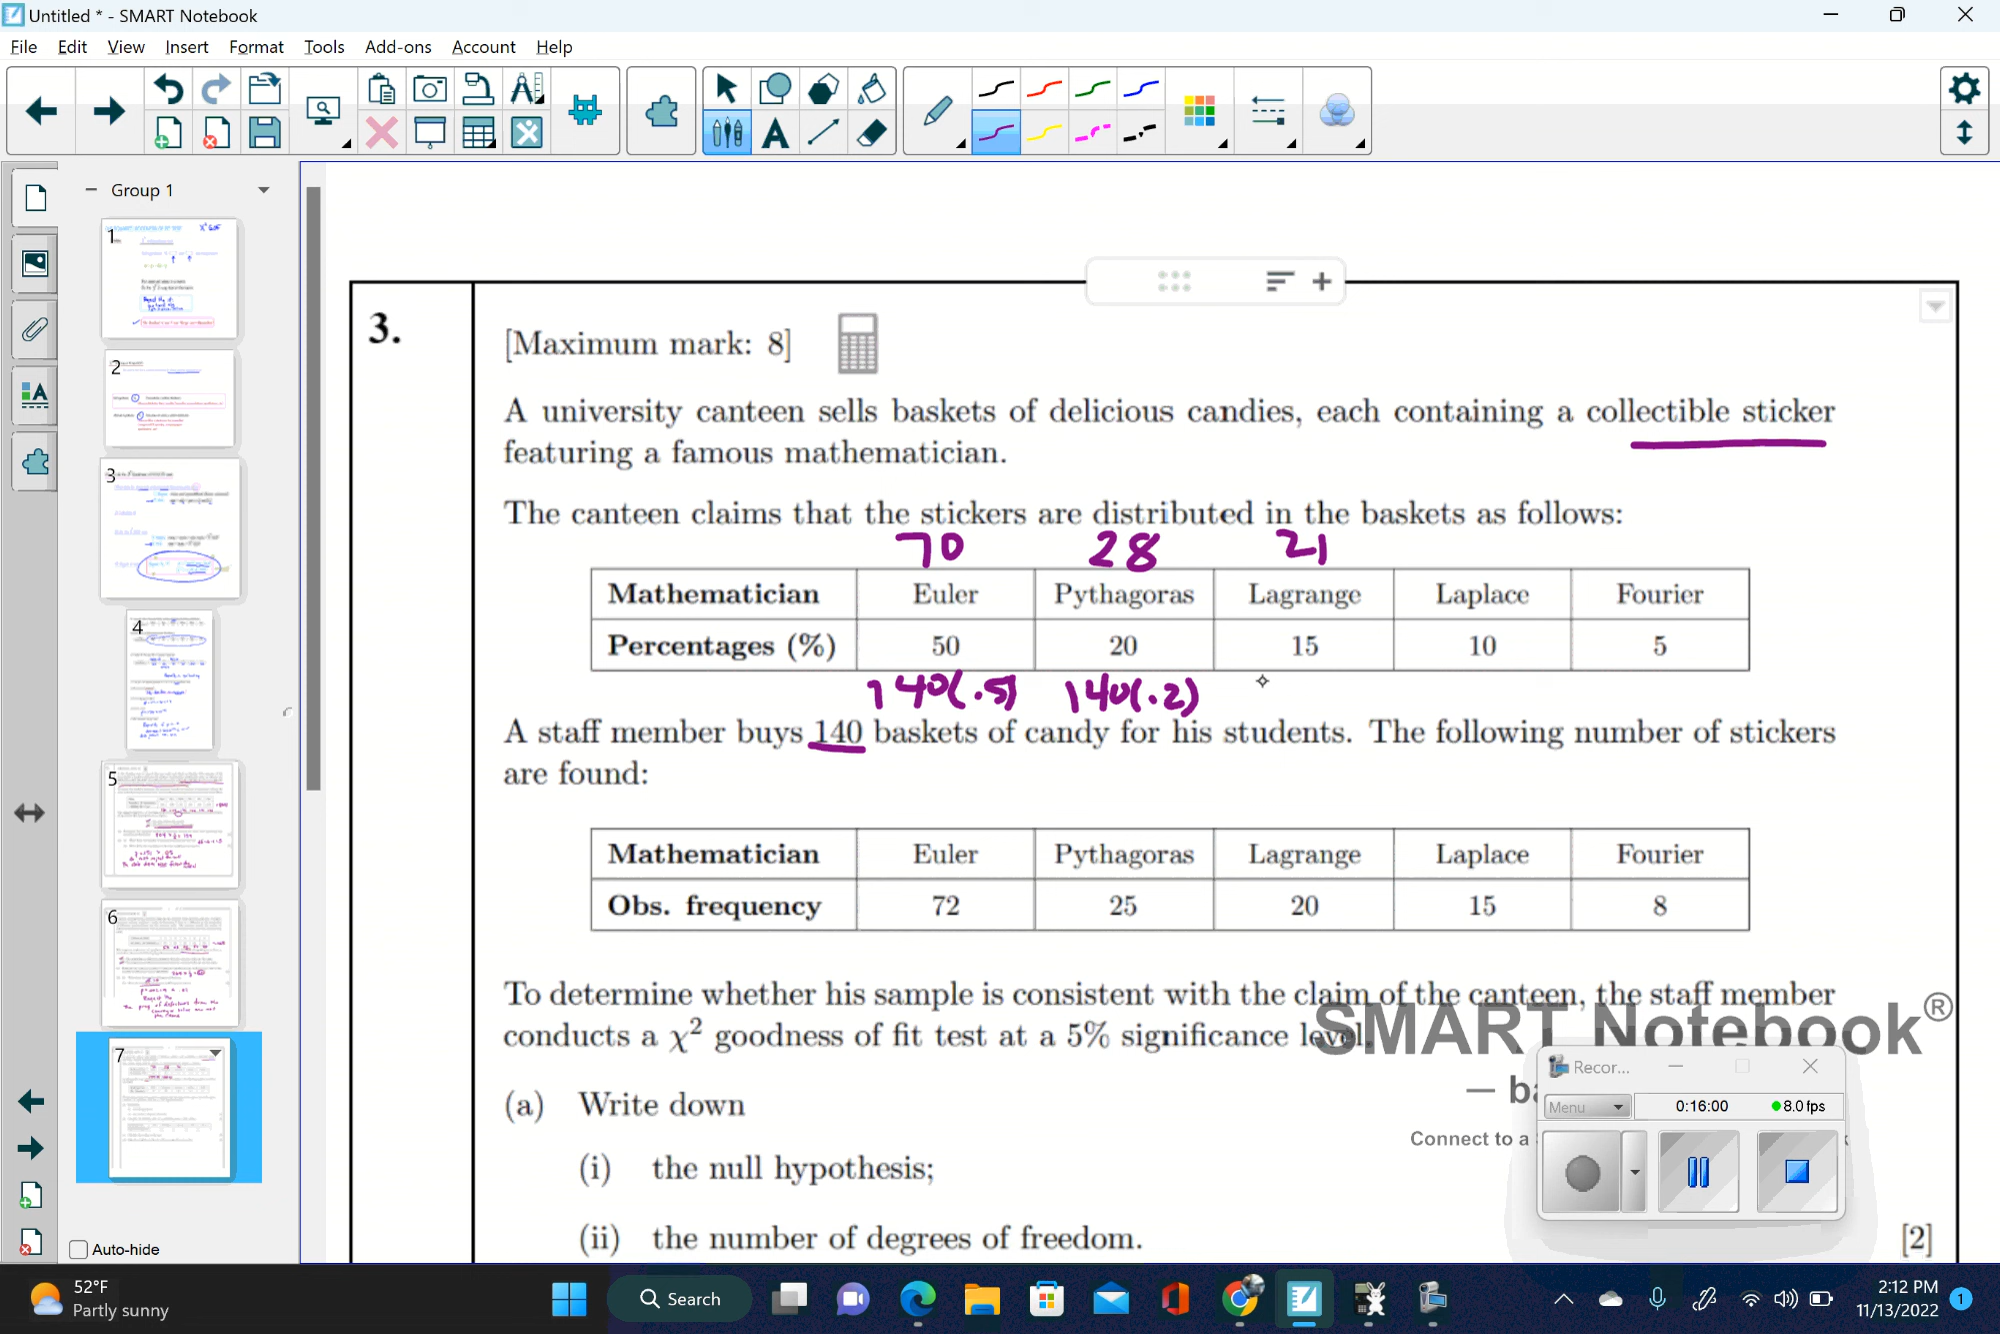 Untitled * - SMART Notebook
File Edit View Insert Format Tools Add-ons Account Help
Group 1
1
2
3
4
5
6
7
Auto-hide
3.
[Maximum mark: 8]
A university canteen sells baskets of delicious candies, each containing a collectible sticker
featuring a famous mathematician.
The canteen claims that the stickers are distributed in the baskets as follows:
70 28 21
Mathematician Euler Pythagoras Lagrange Laplace Fourier
Percentages (%) 50 20 15 10 5
140(.5) 140(.2)
A staff member buys 140 baskets of candy for his students. The following number of stickers
are found:
Mathematician Euler Pythagoras Lagrange Laplace Fourier
Obs. frequency 72 25 20 15 8
To determine whether his sample is consistent with the claim of the canteen, the staff member
conducts a χ² goodness of fit test at a 5% significance level.
SMART Notebook®
(a) Write down
(i) the null hypothesis;
(ii) the number of degrees of freedom.
[2]
Connect to a
Recor...
Menu 0:16:00 8.0 fps
52°F
Partly sunny
Search
2:12 PM
11/13/2022
1